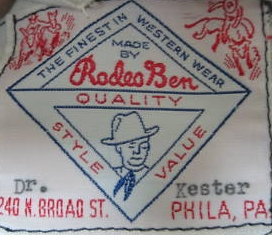 THE FINEST IN WESTERN WEAR
MADE
BY
Rodeo Ben
QUALITY
STYLE VALUE
Dr. Kester
240 N. BROAD ST. PHILA, PA